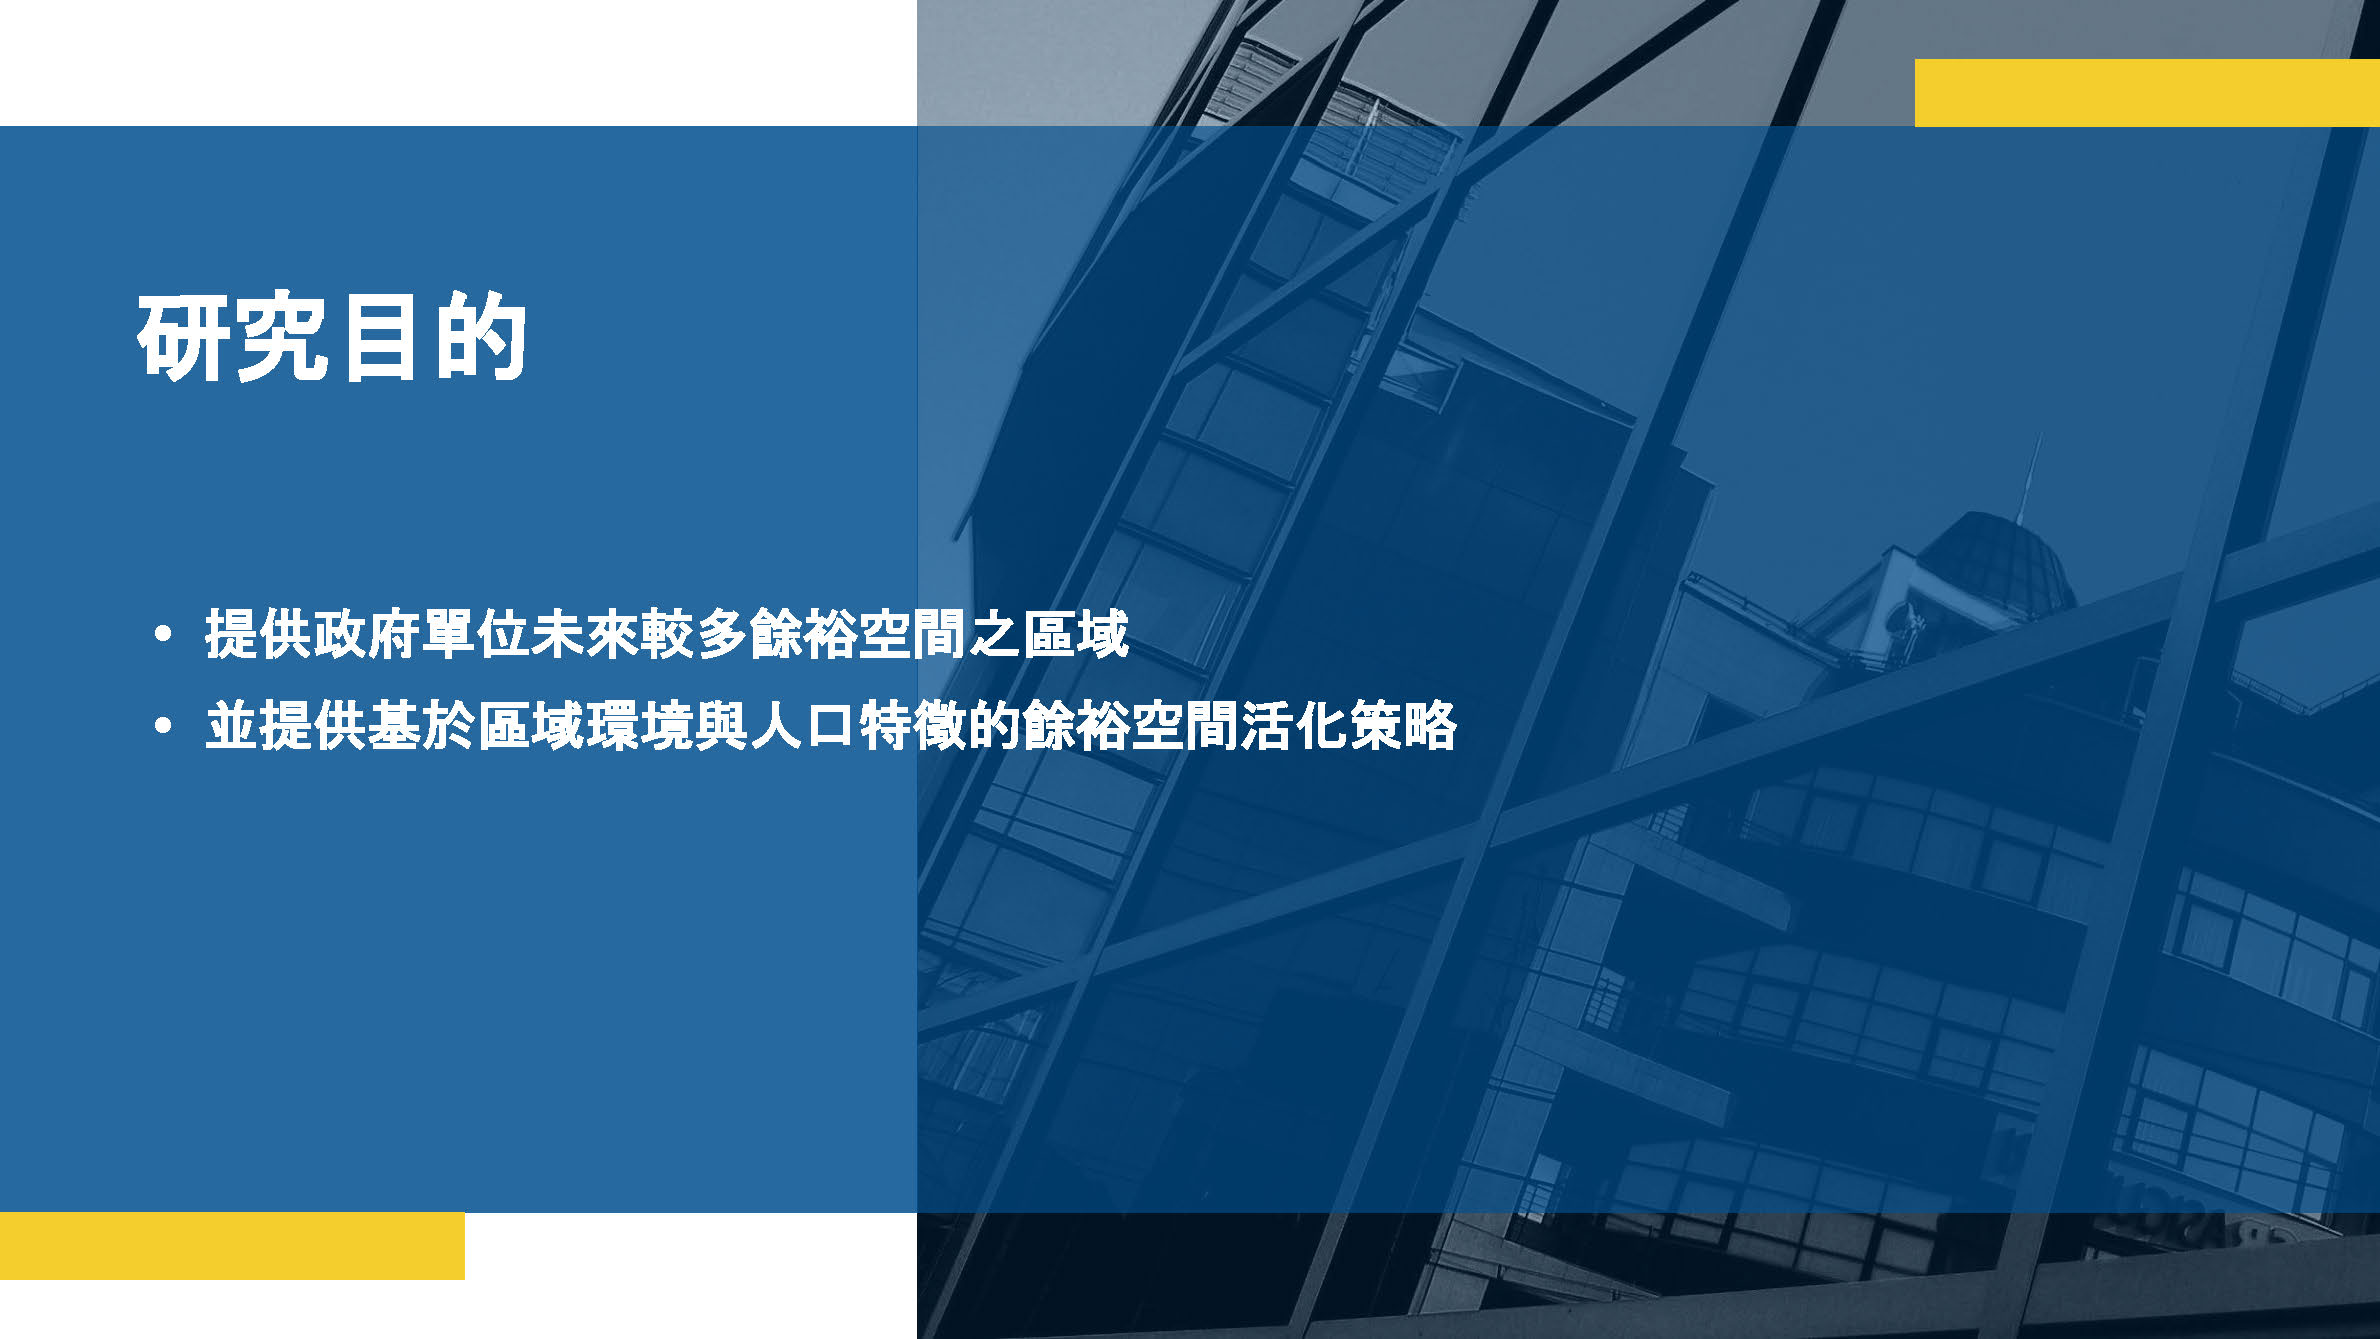 研究目的
• 提供政府單位未來較多餘裕空間之區域
• 並提供基於區域環境與人口特徵的餘裕空間活化策略